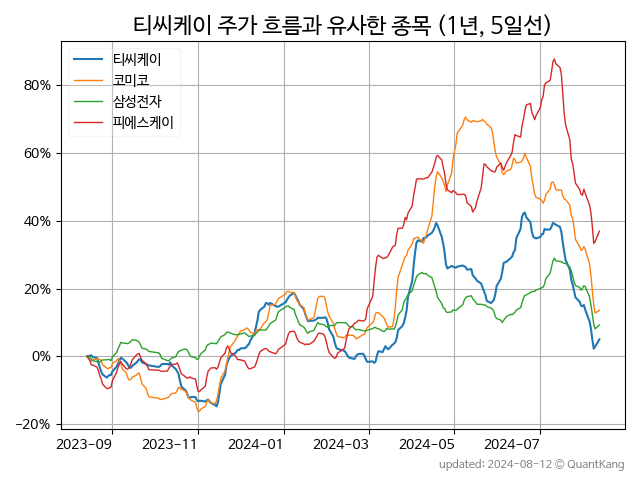 티씨케이 주가 흐름과 유사한 종목 (1년, 5일선)
티씨케이
코미코
삼성전자
피에스케이
80%
60%
40%
20%
0%
−20%
2023-09
2023-11
2024-01
2024-03
2024-05
2024-07
updated: 2024-08-12 © QuantKang